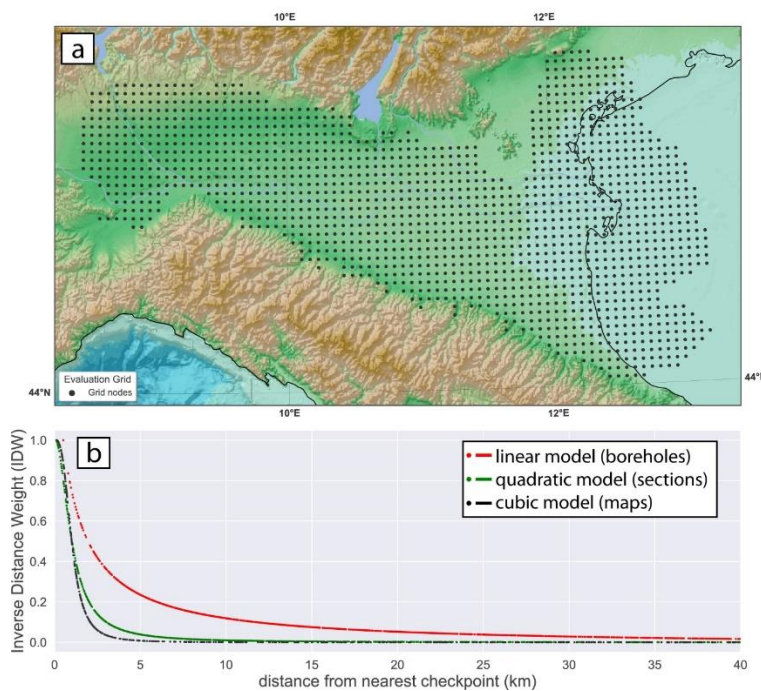 10°E 12°E
a
Evaluation Grid
Grid nodes
44°N 44°N
10°E 12°E
b
linear model (boreholes)
quadratic model (sections)
cubic model (maps)
Inverse Distance Weight (IDW)
1.0
0.8
0.6
0.4
0.2
0.0
0 5 10 15 20 25 30 35 40
distance from nearest checkpoint (km)